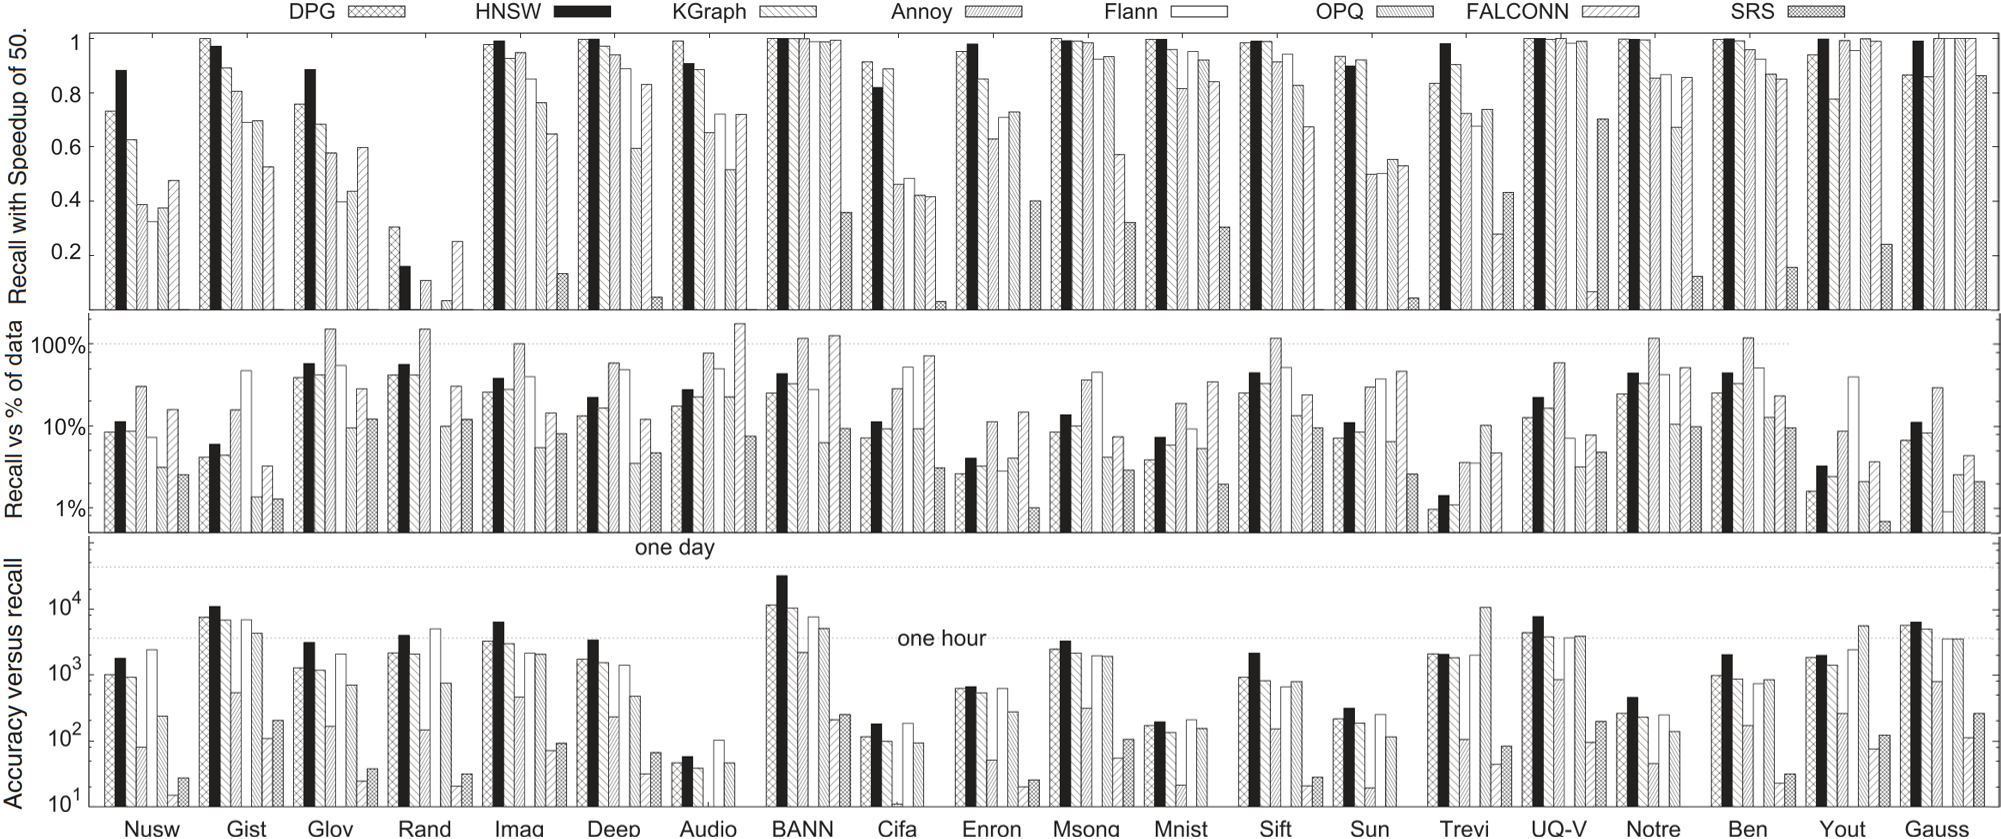 DPG HNSW KGraph Annoy Flann OPQ FALCONN SRS
Recall with Speedup of 50.
1
0.8
0.6
0.4
0.2
Recall vs % of data
100%
10%
1%
Accuracy versus recall
one day
10^4
one hour
10^3
10^2
10^1
Nusw Gist Glov Rand Imag Deep Audio BANN Cifa Enron Msong Mnist Sift Sun Trevi UQ-V Notre Ben Yout Gauss